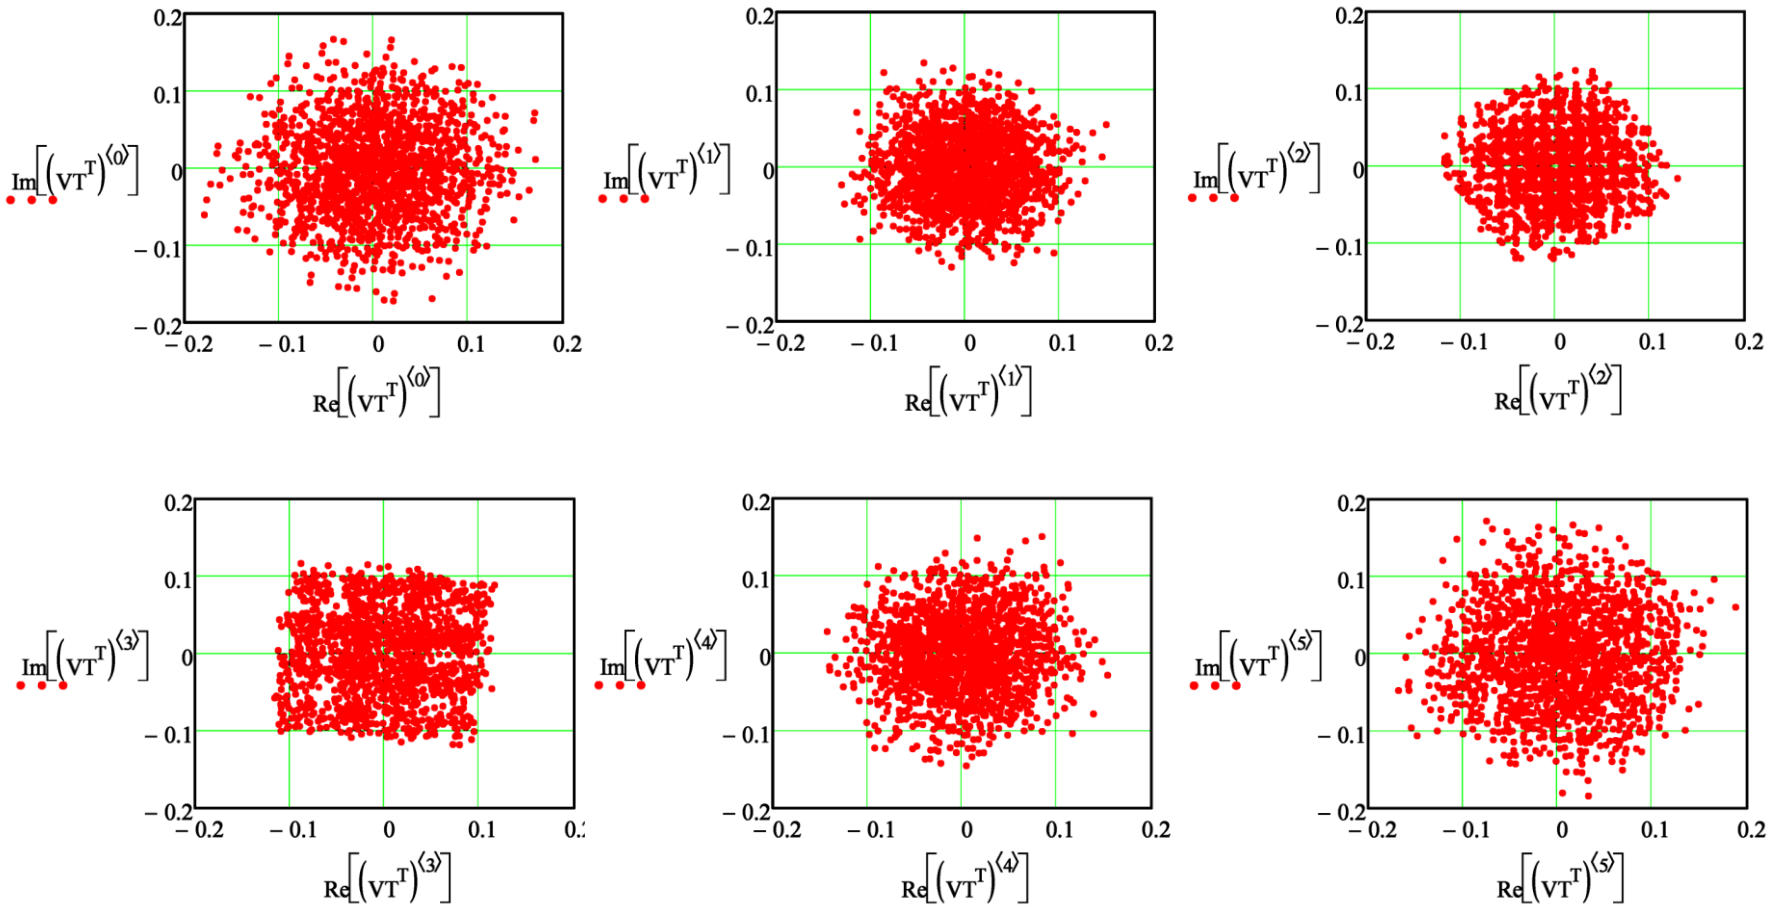 0.2
0.1
Im[(VT^T)^⟨0⟩]
0
− 0.1
− 0.2
− 0.2 − 0.1 0 0.1 0.2
Re[(VT^T)^⟨0⟩]
0.2
0.1
Im[(VT^T)^⟨1⟩]
0
− 0.1
− 0.2
− 0.2 − 0.1 0 0.1 0.2
Re[(VT^T)^⟨1⟩]
0.2
0.1
Im[(VT^T)^⟨2⟩]
0
− 0.1
− 0.2
− 0.2 − 0.1 0 0.1 0.2
Re[(VT^T)^⟨2⟩]
0.2
0.1
Im[(VT^T)^⟨3⟩]
0
− 0.1
− 0.2
− 0.2 − 0.1 0 0.1
Re[(VT^T)^⟨3⟩]
0.2
0.1
Im[(VT^T)^⟨4⟩]
0
− 0.1
− 0.2
− 0.2 − 0.1 0 0.1 0.2
Re[(VT^T)^⟨4⟩]
0.2
0.1
Im[(VT^T)^⟨5⟩]
0
− 0.1
− 0.2
− 0.2 − 0.1 0 0.1 0.2
Re[(VT^T)^⟨5⟩]